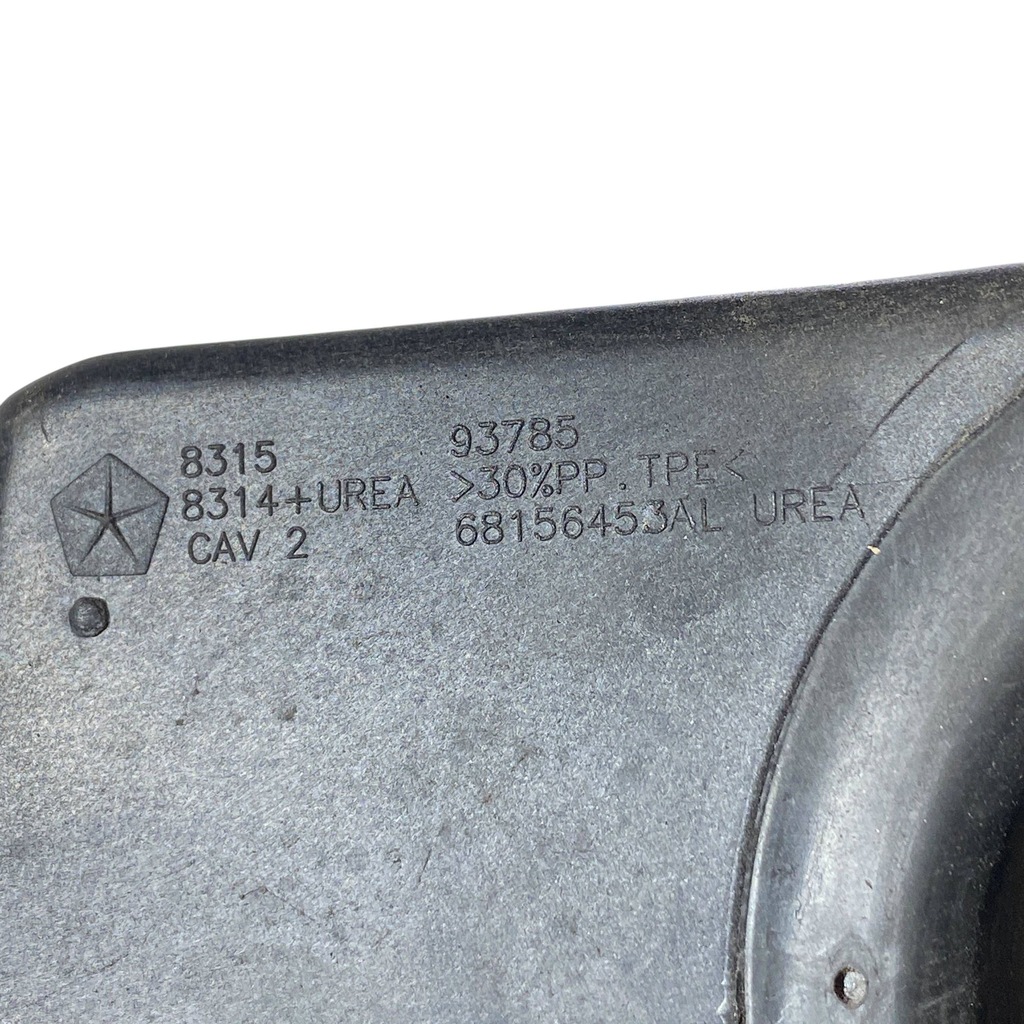 8315
8314+UREA
CAV 2
93785
>30%PP.TPE<
68156453AL UREA